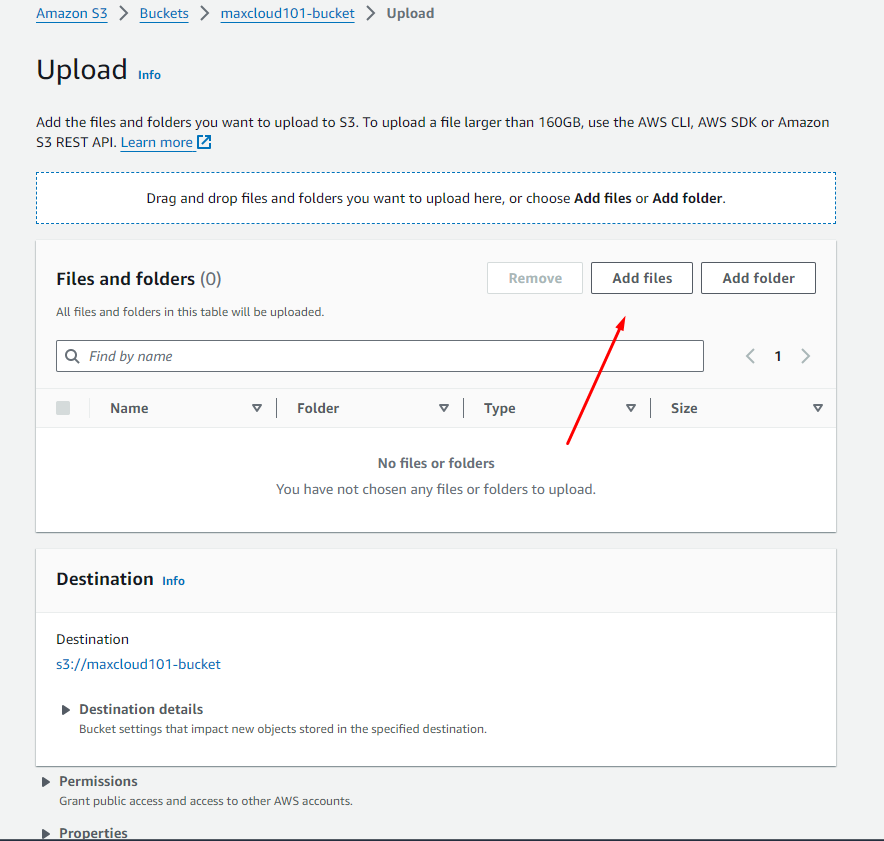 Amazon S3 > Buckets > maxcloud101-bucket > Upload
Upload Info
Add the files and folders you want to upload to S3. To upload a file larger than 160GB, use the AWS CLI, AWS SDK or Amazon
S3 REST API. Learn more
Drag and drop files and folders you want to upload here, or choose Add files or Add folder.
Files and folders (0)
Remove
Add files
Add folder
All files and folders in this table will be uploaded.
Find by name
< 1 >
Name Folder Type Size
No files or folders
You have not chosen any files or folders to upload.
Destination Info
Destination
s3://maxcloud101-bucket
Destination details
Bucket settings that impact new objects stored in the specified destination.
Permissions
Grant public access and access to other AWS accounts.
Properties